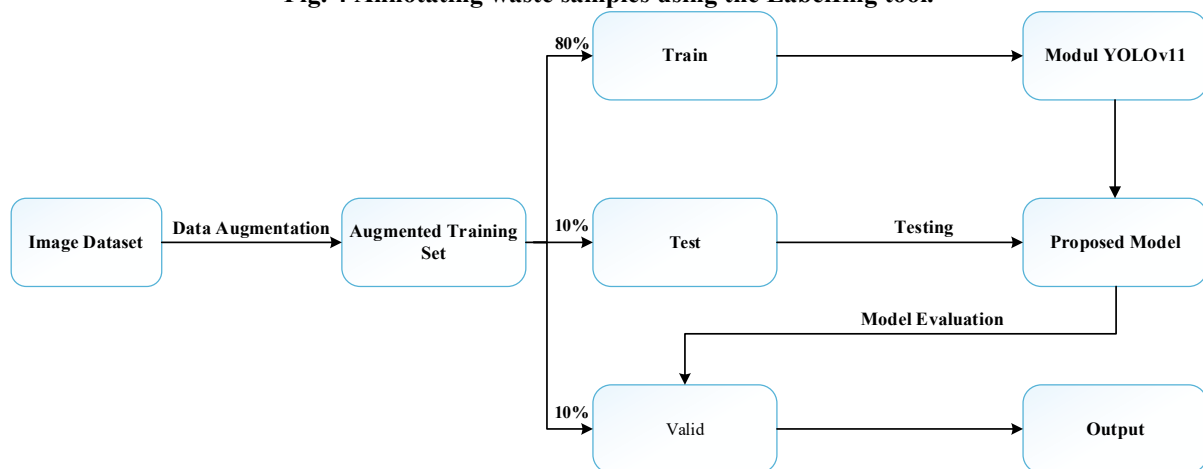 Fig. 4 Annotating waste samples using the LabelImg tool.
80%
Train
Modul YOLOv11
Image Dataset
Data Augmentation
Augmented Training
Set
10%
Test
Testing
Proposed Model
Model Evaluation
10%
Valid
Output